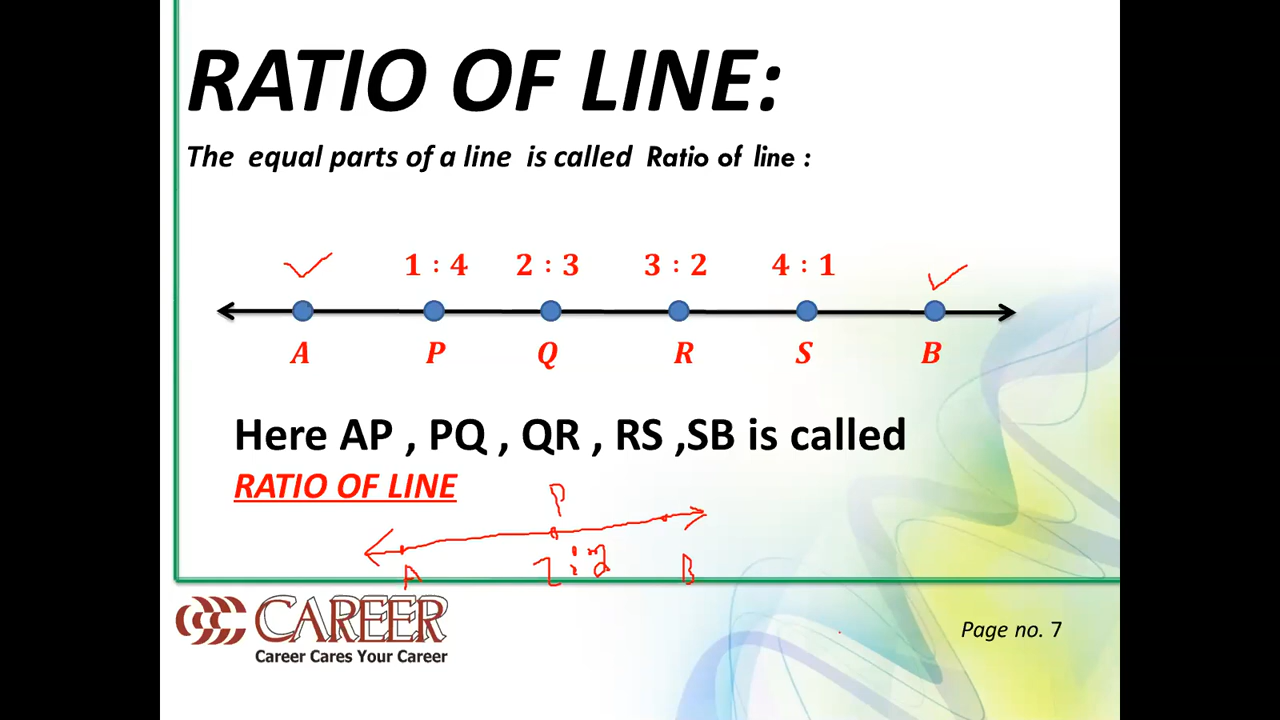 RATIO OF LINE:
The equal parts of a line is called Ratio of line :
1 : 4 2 : 3 3 : 2 4 : 1
A P Q R S B
Here AP , PQ , QR , RS ,SB is called
RATIO OF LINE
P
A B
CAREER
Career Cares Your Career
Page no. 7